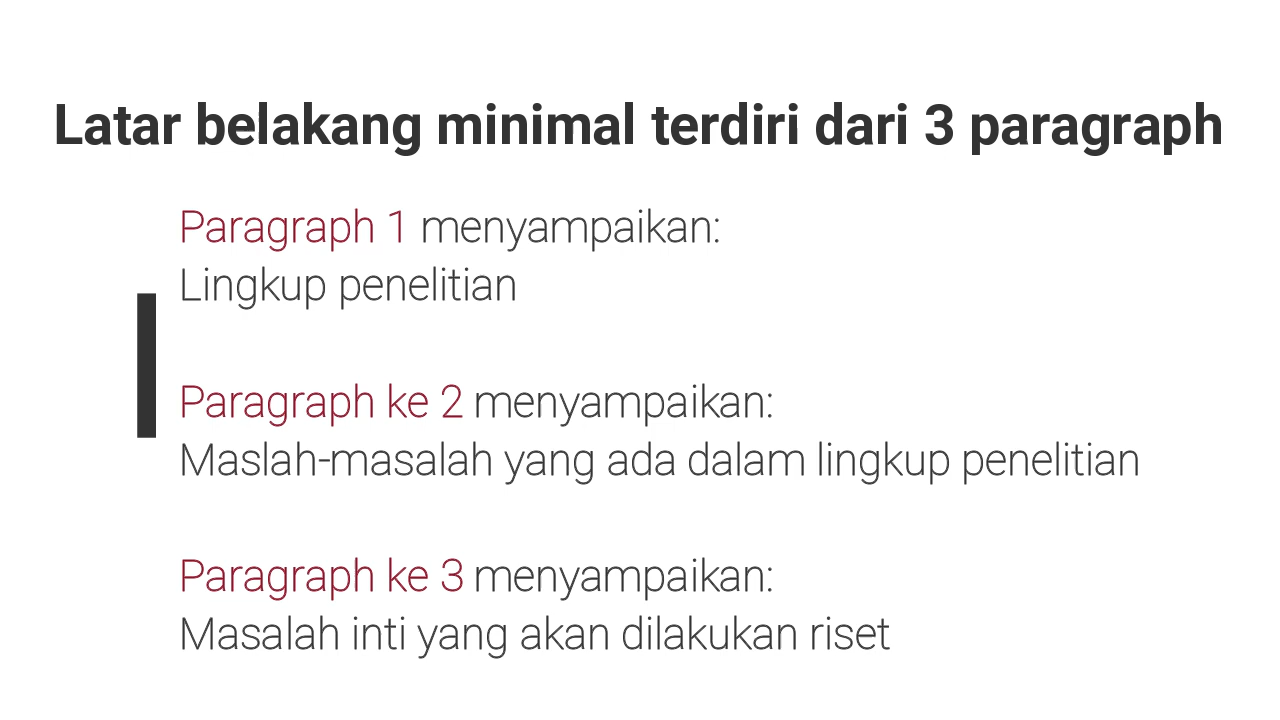 Latar belakang minimal terdiri dari 3 paragraph
Paragraph 1 menyampaikan:
Lingkup penelitian
Paragraph ke 2 menyampaikan:
Maslah-masalah yang ada dalam lingkup penelitian
Paragraph ke 3 menyampaikan:
Masalah inti yang akan dilakukan riset